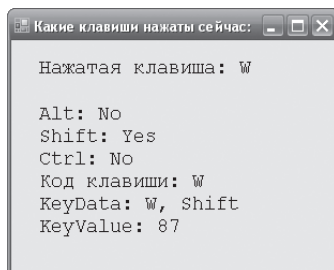 Какие клавиши нажаты сейчас:
Нажатая клавиша: W
Alt: No
Shift: Yes
Ctrl: No
Код клавиши: W
KeyData: W, Shift
KeyValue: 87